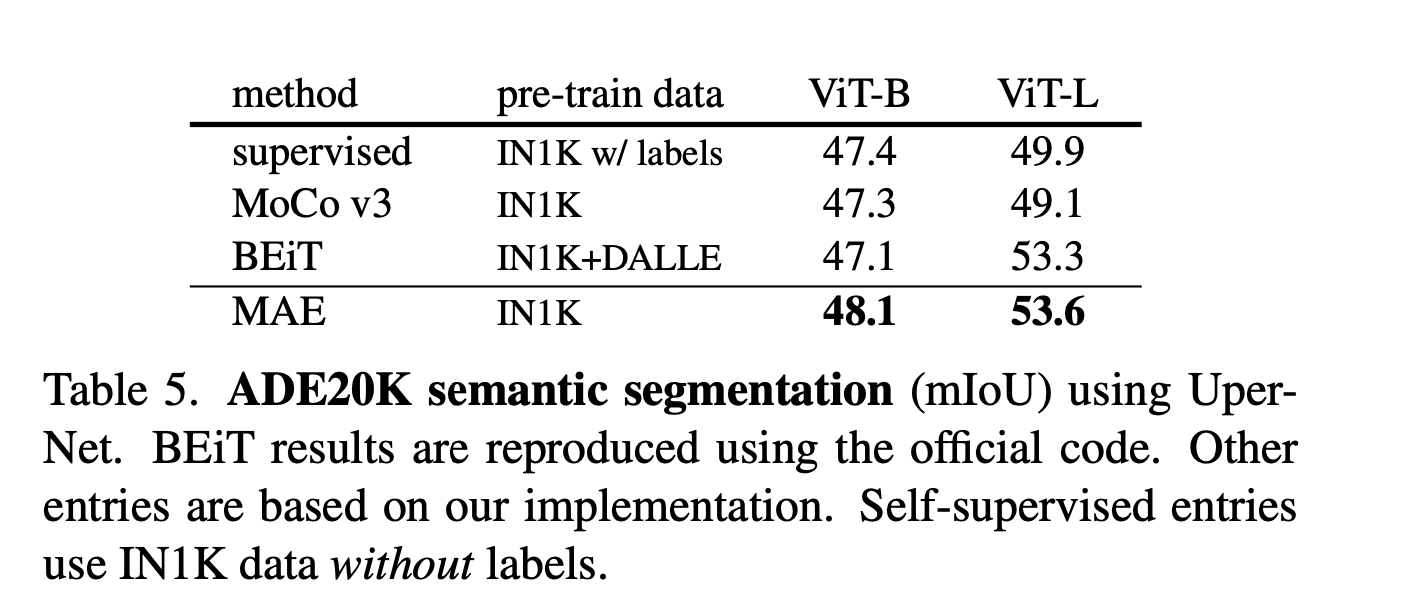 method pre-train data ViT-B ViT-L
supervised IN1K w/ labels 47.4 49.9
MoCo v3 IN1K 47.3 49.1
BEiT IN1K+DALLE 47.1 53.3
MAE IN1K 48.1 53.6
Table 5. ADE20K semantic segmentation (mIoU) using Uper-
Net. BEiT results are reproduced using the official code. Other
entries are based on our implementation. Self-supervised entries
use IN1K data without labels.